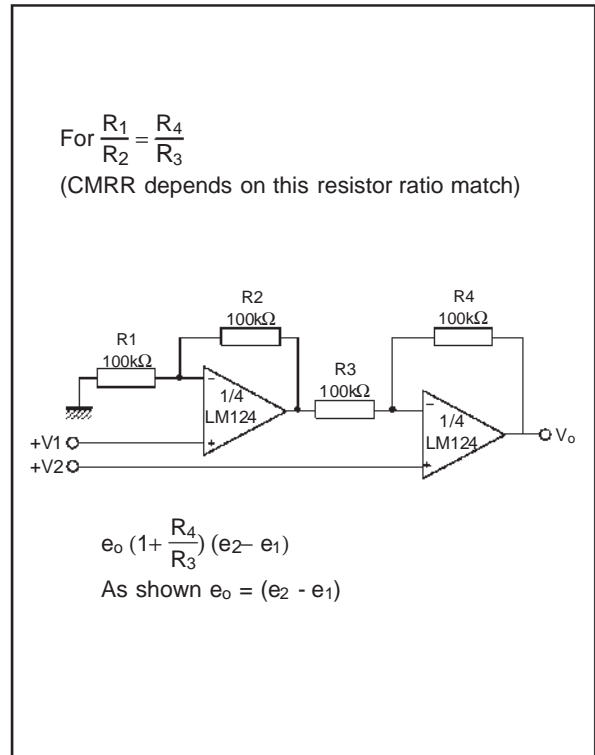 For R1/R2 = R4/R3
(CMRR depends on this resistor ratio match)
R2
100kΩ
R4
100kΩ
R1
100kΩ
R3
100kΩ
1/4
LM124
1/4
LM124
+V1
+V2
Vo
eo (1+ R4/R3) (e2– e1)
As shown eo = (e2 - e1)